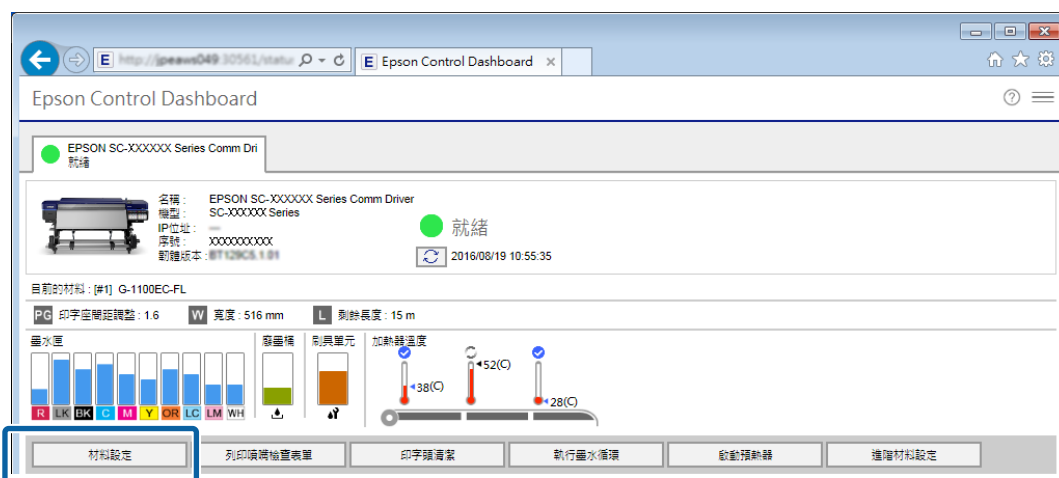 E http:// :30561/statu
E Epson Control Dashboard ×
Epson Control Dashboard
?
EPSON SC-XXXXXX Series Comm Dri
就緒
名稱 : EPSON SC-XXXXXX Series Comm Driver
機型 : SC-XXXXXX Series
IP位址 :
序號 : XXXXXXXXXX
韌體版本 :
就緒
2016/08/19 10:55:35
目前的材料 : [#1] G-1100EC-FL
PG 印字座間距調整 : 1.6 W 寬度 : 516 mm L 剩餘長度 : 15 m
墨水匣 廢墨桶 刷具單元 加熱器溫度
52(C)
38(C)
28(C)
R LK BK C M Y OR LC LM WH
材料設定 列印噴嘴檢查表單 印字頭清潔 執行墨水循環 啟動預熱器 進階材料設定